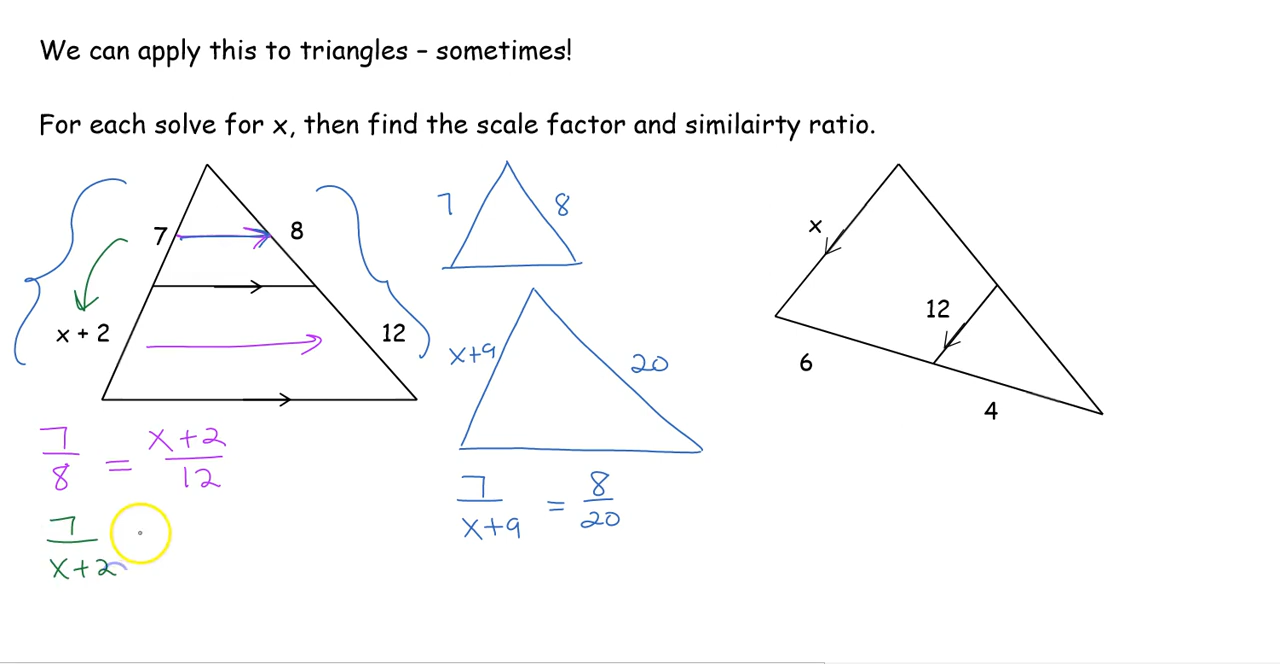 We can apply this to triangles – sometimes!
For each solve for x, then find the scale factor and similairty ratio.
7
8
x + 2
12
7
8
x+9
20
x
12
6
4
7/8 = x+2/12
7/x+9 = 8/20
7/x+2